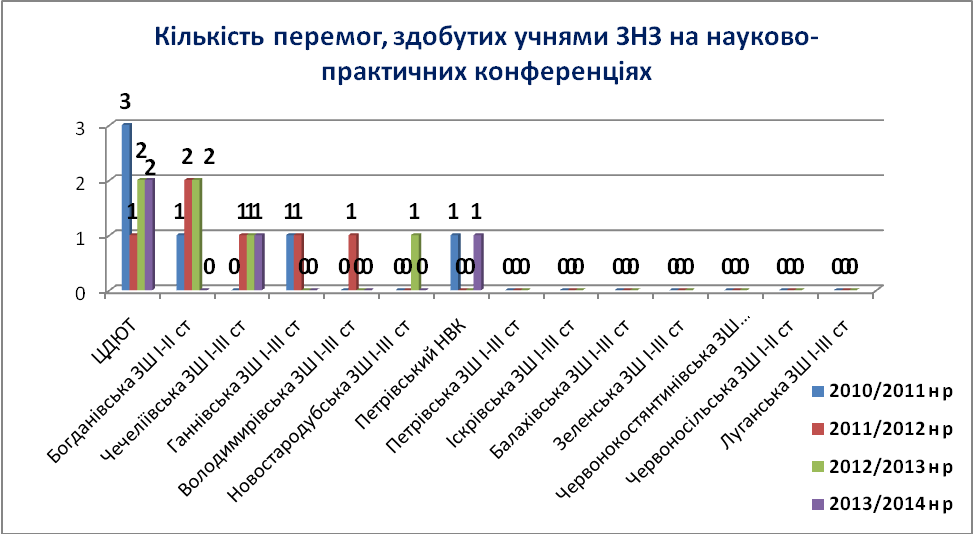 Кількість перемог, здобутих учнями ЗНЗ на науково-
практичних конференціях
3
2
1
0
3 1 2 2
1 2 2 0
0 1 1 1
1 1 0 0
0 1 0 0
0 0 1 0
1 0 0 1
0 0 0
0 0 0
0 0 0
0 0 0
0 0 0
0 0 0
0 0 0
ЦДЮТ
Богданівська ЗШ І-ІІ ст
Чечеліївська ЗШ І-ІІІ ст
Ганнівська ЗШ І-ІІІ ст
Володимирівська ЗШ І-ІІІ ст
Новостародубська ЗШ І-ІІІ ст
Петрівський НВК
Петрівська ЗШ І-ІІІ ст
Іскрівська ЗШ І-ІІІ ст
Балахівська ЗШ І-ІІІ ст
Зеленська ЗШ І-ІІІ ст
Червонокостянтинівська ЗШ...
Червоносільська ЗШ І-ІІ ст
Луганська ЗШ І-ІІІ ст
2010/2011 н р
2011/2012 н р
2012/2013 н р
2013/2014 н р